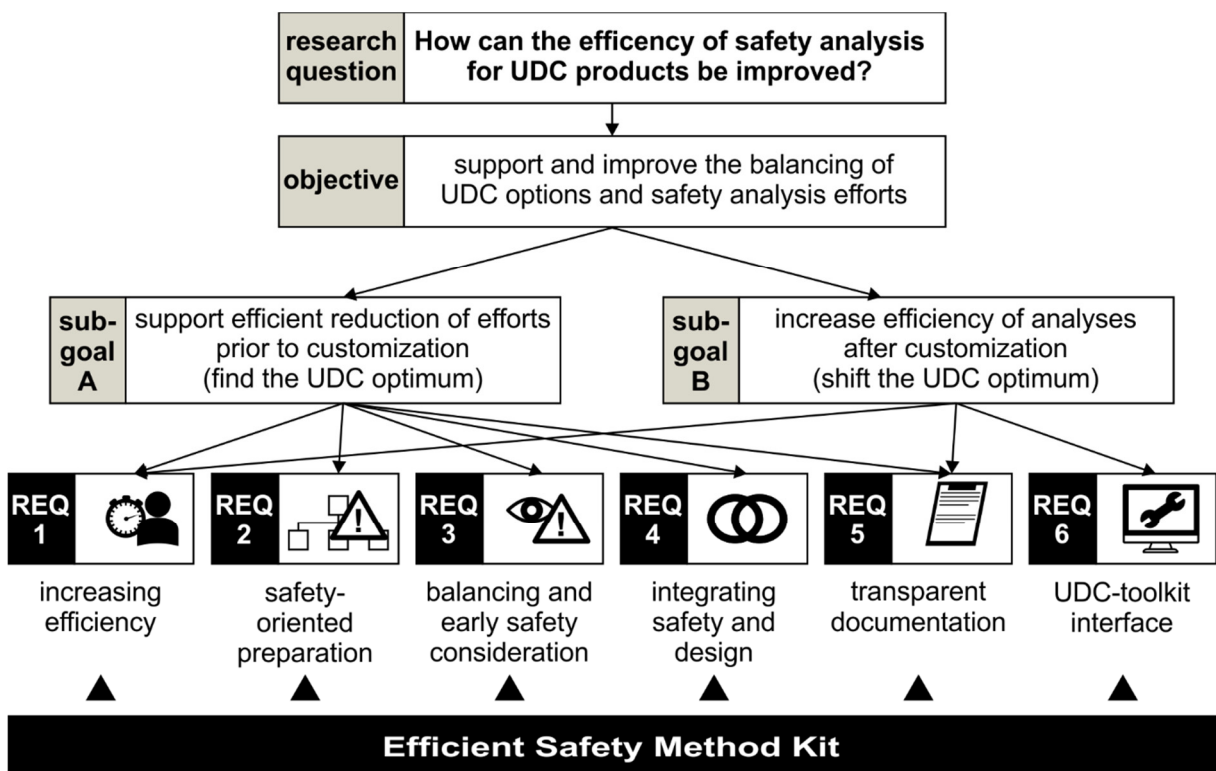 research
question
How can the efficency of safety analysis
for UDC products be improved?
objective
support and improve the balancing of
UDC options and safety analysis efforts
sub-
goal
A
support efficient reduction of efforts
prior to customization
(find the UDC optimum)
sub-
goal
B
increase efficiency of analyses
after customization
(shift the UDC optimum)
REQ
1
REQ
2
REQ
3
REQ
4
REQ
5
REQ
6
increasing
efficiency
safety-
oriented
preparation
balancing and
early safety
consideration
integrating
safety and
design
transparent
documentation
UDC-toolkit
interface
Efficient Safety Method Kit